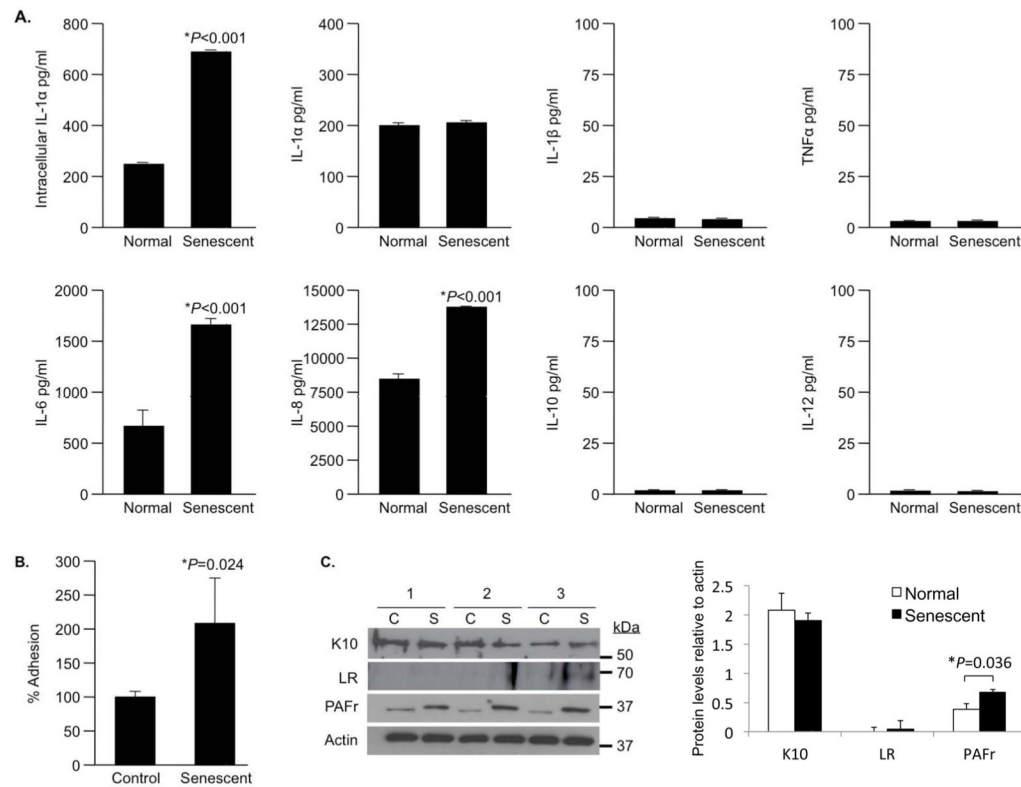 A.
Intracellular IL-1α pg/ml
800
600
400
200
0
*P<0.001
Normal Senescent
IL-1α pg/ml
400
300
200
100
0
Normal Senescent
IL-1β pg/ml
100
75
50
25
0
Normal Senescent
TNFα pg/ml
100
75
50
25
0
Normal Senescent
IL-6 pg/ml
2000
1500
1000
500
0
*P<0.001
Normal Senescent
IL-8 pg/ml
15000
12500
10000
7500
5000
2500
0
*P<0.001
Normal Senescent
IL-10 pg/ml
100
75
50
25
0
Normal Senescent
IL-12 pg/ml
100
75
50
25
0
Normal Senescent
B.
% Adhesion
300
250
200
150
100
50
0
*P=0.024
Control Senescent
C.
1 2 3
C S C S C S
kDa
K10
50
LR
70
PAFr
37
Actin
37
Protein levels relative to actin
2.5
2
1.5
1
0.5
0
Normal
Senescent
*P=0.036
K10 LR PAFr